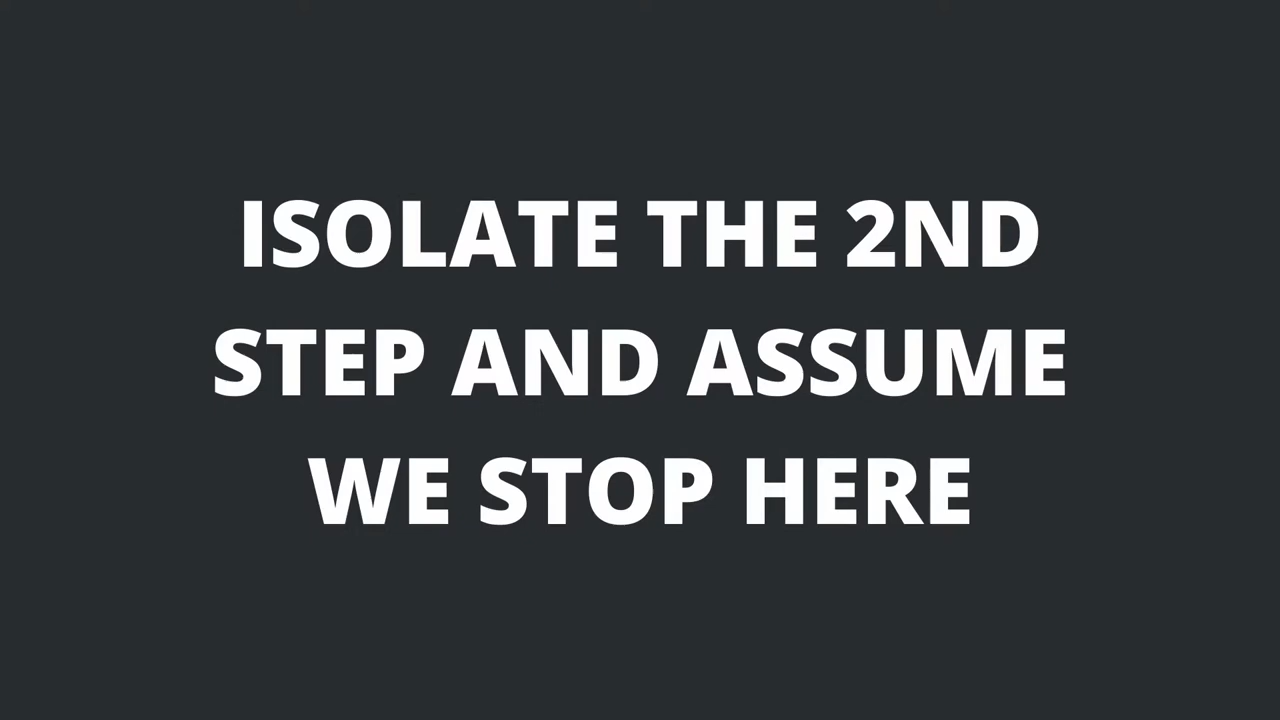 ISOLATE THE 2ND
STEP AND ASSUME
WE STOP HERE